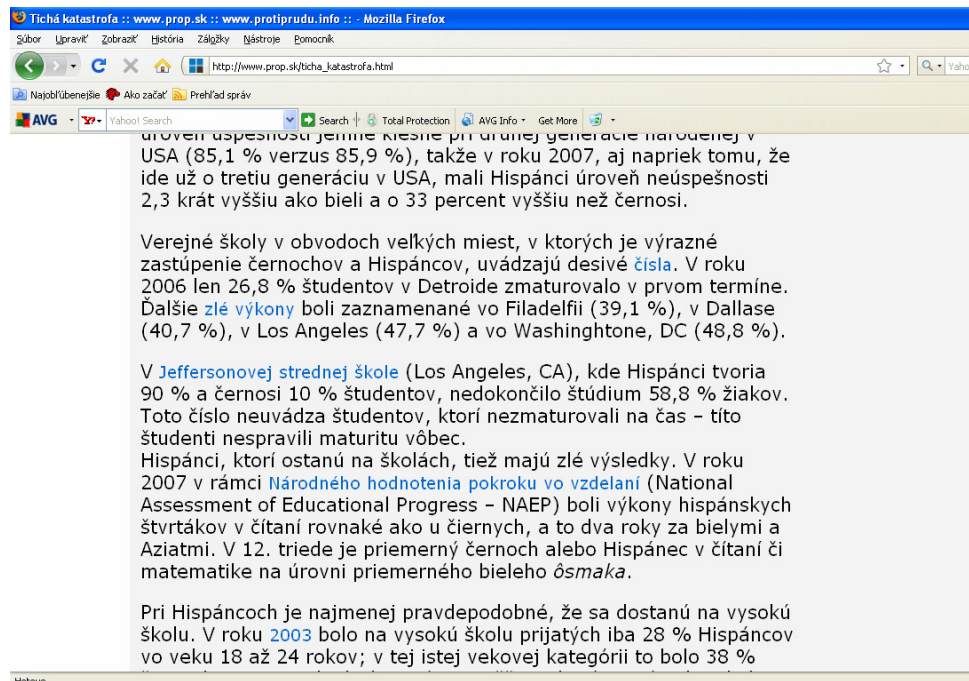 Tichá katastrofa :: www.prop.sk :: www.protiprudu.info :: - Mozilla Firefox
Súbor Upraviť Zobraziť História Záložky Nástroje Pomocník
http://www.prop.sk/ticha_katastrofa.html
Yaho
Najobľúbenejšie Ako začať Prehľad správ
AVG Yahoo! Search Search Total Protection AVG Info Get More
úroveň úspešnosti jemne klesne pri druhej generácie narodenej v
USA (85,1 % verzus 85,9 %), takže v roku 2007, aj napriek tomu, že
ide už o tretiu generáciu v USA, mali Hispánci úroveň neúspešnosti
2,3 krát vyššiu ako bieli a o 33 percent vyššiu než černosi.
Verejné školy v obvodoch veľkých miest, v ktorých je výrazné
zastúpenie černochov a Hispáncov, uvádzajú desivé čísla. V roku
2006 len 26,8 % študentov v Detroide zmaturovalo v prvom termíne.
Ďalšie zlé výkony boli zaznamenané vo Filadelfii (39,1 %), v Dallase
(40,7 %), v Los Angeles (47,7 %) a vo Washinghtone, DC (48,8 %).
V Jeffersonovej strednej škole (Los Angeles, CA), kde Hispánci tvoria
90 % a černosi 10 % študentov, nedokončilo štúdium 58,8 % žiakov.
Toto číslo neuvádza študentov, ktorí nezmaturovali na čas – títo
študenti nespravili maturitu vôbec.
Hispánci, ktorí ostanú na školách, tiež majú zlé výsledky. V roku
2007 v rámci Národného hodnotenia pokroku vo vzdelaní (National
Assessment of Educational Progress – NAEP) boli výkony hispánskych
štvrtákov v čítaní rovnaké ako u čiernych, a to dva roky za bielymi a
Aziatmi. V 12. triede je priemerný černoch alebo Hispánec v čítaní či
matematike na úrovni priemerného bieleho ôsmaka.
Pri Hispáncoch je najmenej pravdepodobné, že sa dostanú na vysokú
školu. V roku 2003 bolo na vysokú školu prijatých iba 28 % Hispáncov
vo veku 18 až 24 rokov; v tej istej vekovej kategórii to bolo 38 %